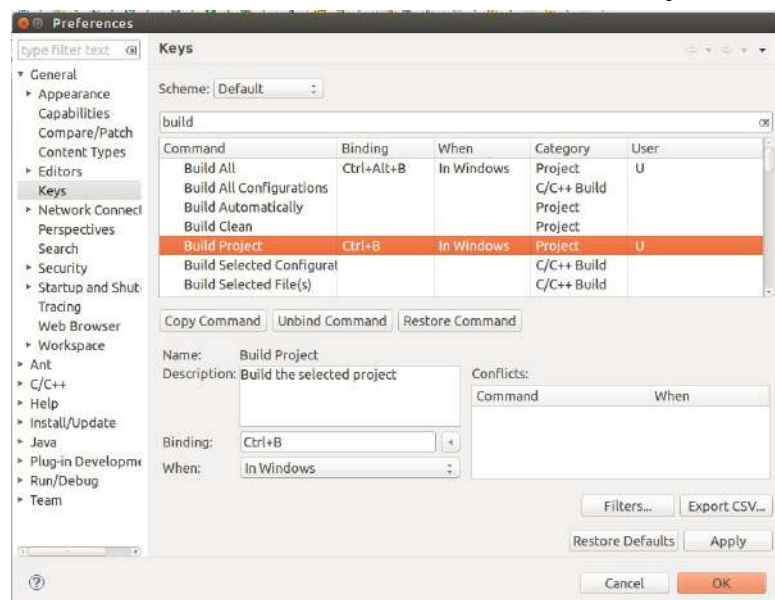 Preferences
type filter text
General
Appearance
Capabilities
Compare/Patch
Content Types
Editors
Keys
Network Connect
Perspectives
Search
Security
Startup and Shut
Tracing
Web Browser
Workspace
Ant
C/C++
Help
Install/Update
Java
Plug-in Developme
Run/Debug
Team
Keys
Scheme: Default
build
Command Binding When Category User
Build All Ctrl+Alt+B In Windows Project U
Build All Configurations C/C++ Build
Build Automatically Project
Build Clean Project
Build Project Ctrl+B In Windows Project U
Build Selected Configurat C/C++ Build
Build Selected File(s) C/C++ Build
Copy Command Unbind Command Restore Command
Name: Build Project
Description: Build the selected project
Conflicts:
Command When
Binding: Ctrl+B
When: In Windows
Filters... Export CSV...
Restore Defaults Apply
Cancel OK